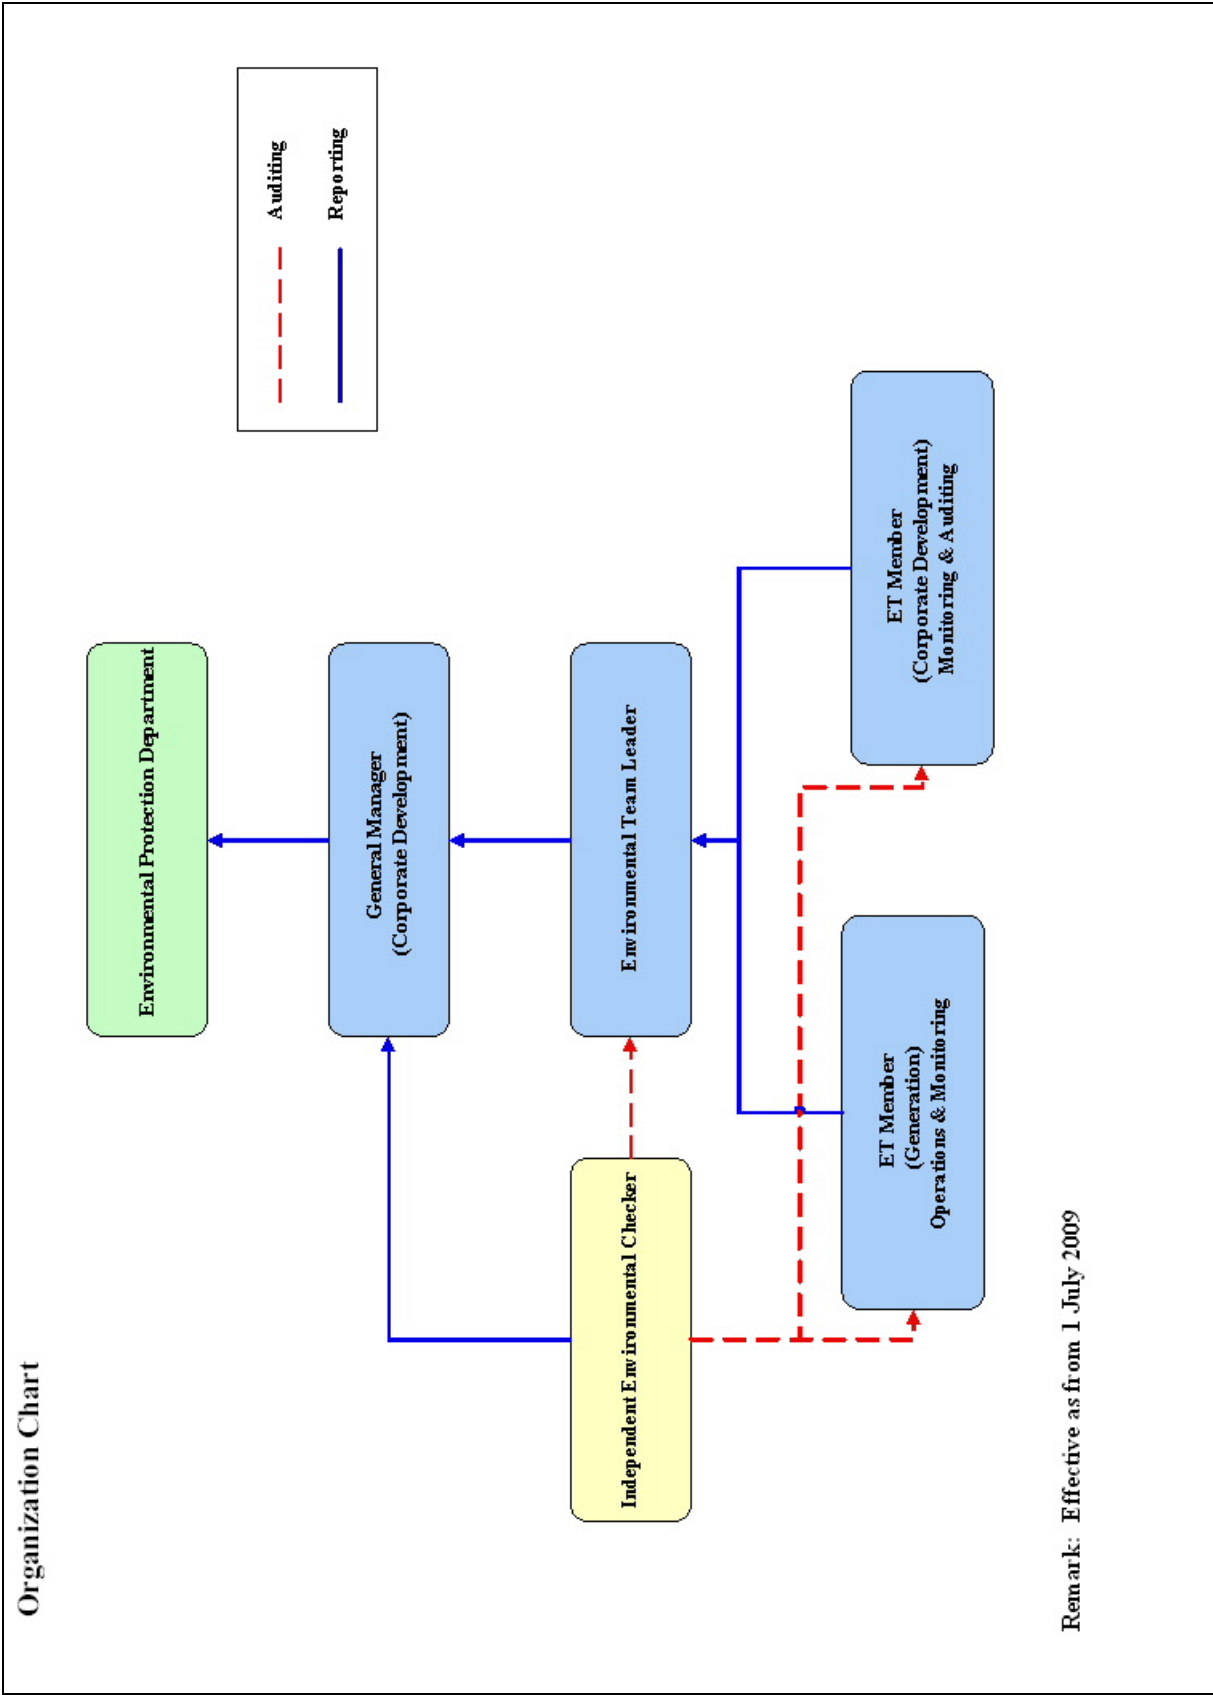 Organization Chart
Auditing
Reporting
Environmental Protection Department
General Manager
(Corporate Development)
Independent Environmental Checker
Environmental Team Leader
ET Member
(Generation)
Operations & Monitoring
ET Member
(Corporate Development)
Monitoring & Auditing
Remark: Effective as from 1 July 2009